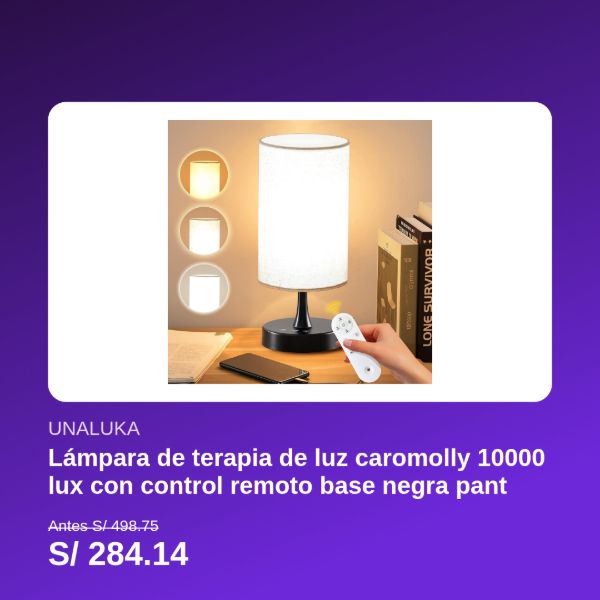 LONE SURVIVOR:
UNALUKA
Lámpara de terapia de luz caromolly 10000
lux con control remoto base negra pant
Antes S/ 498.75
S/ 284.14